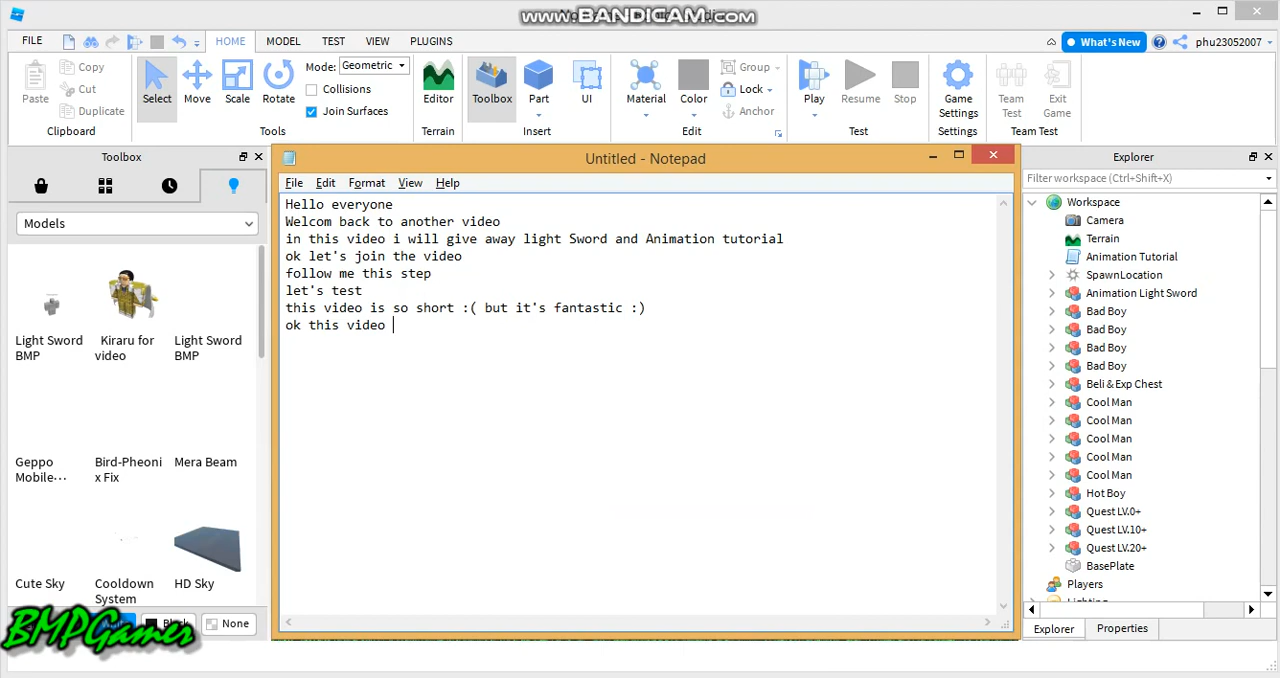 www.BANDICAM.com
FILE HOME MODEL TEST VIEW PLUGINS What's New phu23052007
Paste Copy Cut Duplicate Clipboard
Select Move Scale Rotate Mode: Geometric Collisions Join Surfaces Tools
Editor Terrain
Toolbox Part UI Insert
Material Color Group Lock Anchor Edit
Play Resume Stop Test
Game Settings Settings
Team Test Exit Game Team Test
Toolbox
Models
Light Sword BMP
Kiraru for video
Light Sword BMP
Geppo Mobile...
Bird-Pheoni x Fix
Mera Beam
Cute Sky
Cooldown System
HD Sky
None
BMPGamer
Untitled - Notepad
File Edit Format View Help
Hello everyone
Welcom back to another video
in this video i will give away light Sword and Animation tutorial
ok let's join the video
follow me this step
let's test
this video is so short :( but it's fantastic :)
ok this video
Explorer
Filter workspace (Ctrl+Shift+X)
Workspace
Camera
Terrain
Animation Tutorial
SpawnLocation
Animation Light Sword
Bad Boy
Bad Boy
Bad Boy
Bad Boy
Beli & Exp Chest
Cool Man
Cool Man
Cool Man
Cool Man
Cool Man
Hot Boy
Quest LV.0+
Quest LV.10+
Quest LV.20+
BasePlate
Players
Lighting
Explorer Properties